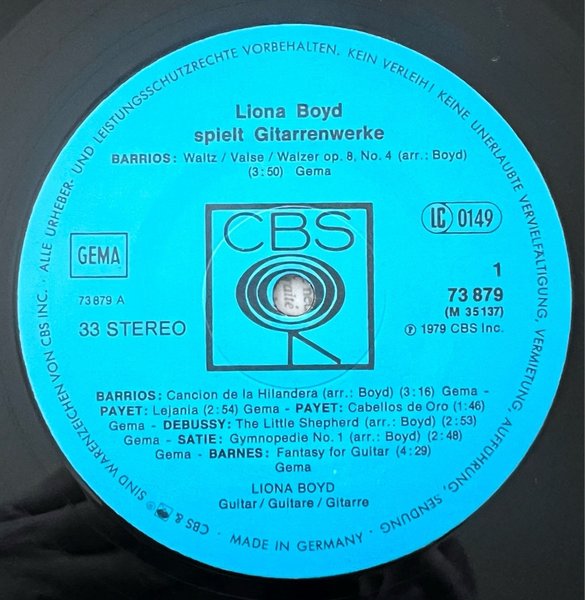 ALLE URHEBER- UND LEISTUNGSSCHUTZRECHTE VORBEHALTEN. KEIN VERLEIH! KEINE UNERLAUBTE VERVIELFÄLTIGUNG, VERMIETUNG, AUFFÜHRUNG, SENDUNG
Liona Boyd
spielt Gitarrenwerke
BARRIOS: Waltz / Valse / Walzer op. 8, No. 4 (arr.: Boyd)
(3:50) Gema
CBS
LC 0149
GEMA
73 879 A
33 STEREO
1
73 879
(M 35137)
℗ 1979 CBS Inc.
BARRIOS: Cancion de la Hilandera (arr.: Boyd) (3:16) Gema -
PAYET: Lejania (2:54) Gema - PAYET: Cabellos de Oro (1:46)
Gema - DEBUSSY: The Little Shepherd (arr.: Boyd) (2:53)
Gema - SATIE: Gymnopedie No. 1 (arr.: Boyd) (2:48)
Gema - BARNES: Fantasy for Guitar (4:29)
Gema
LIONA BOYD
Guitar / Guitare / Gitarre
CBS & SIND WARENZEICHEN VON CBS INC. ·
· MADE IN GERMANY ·